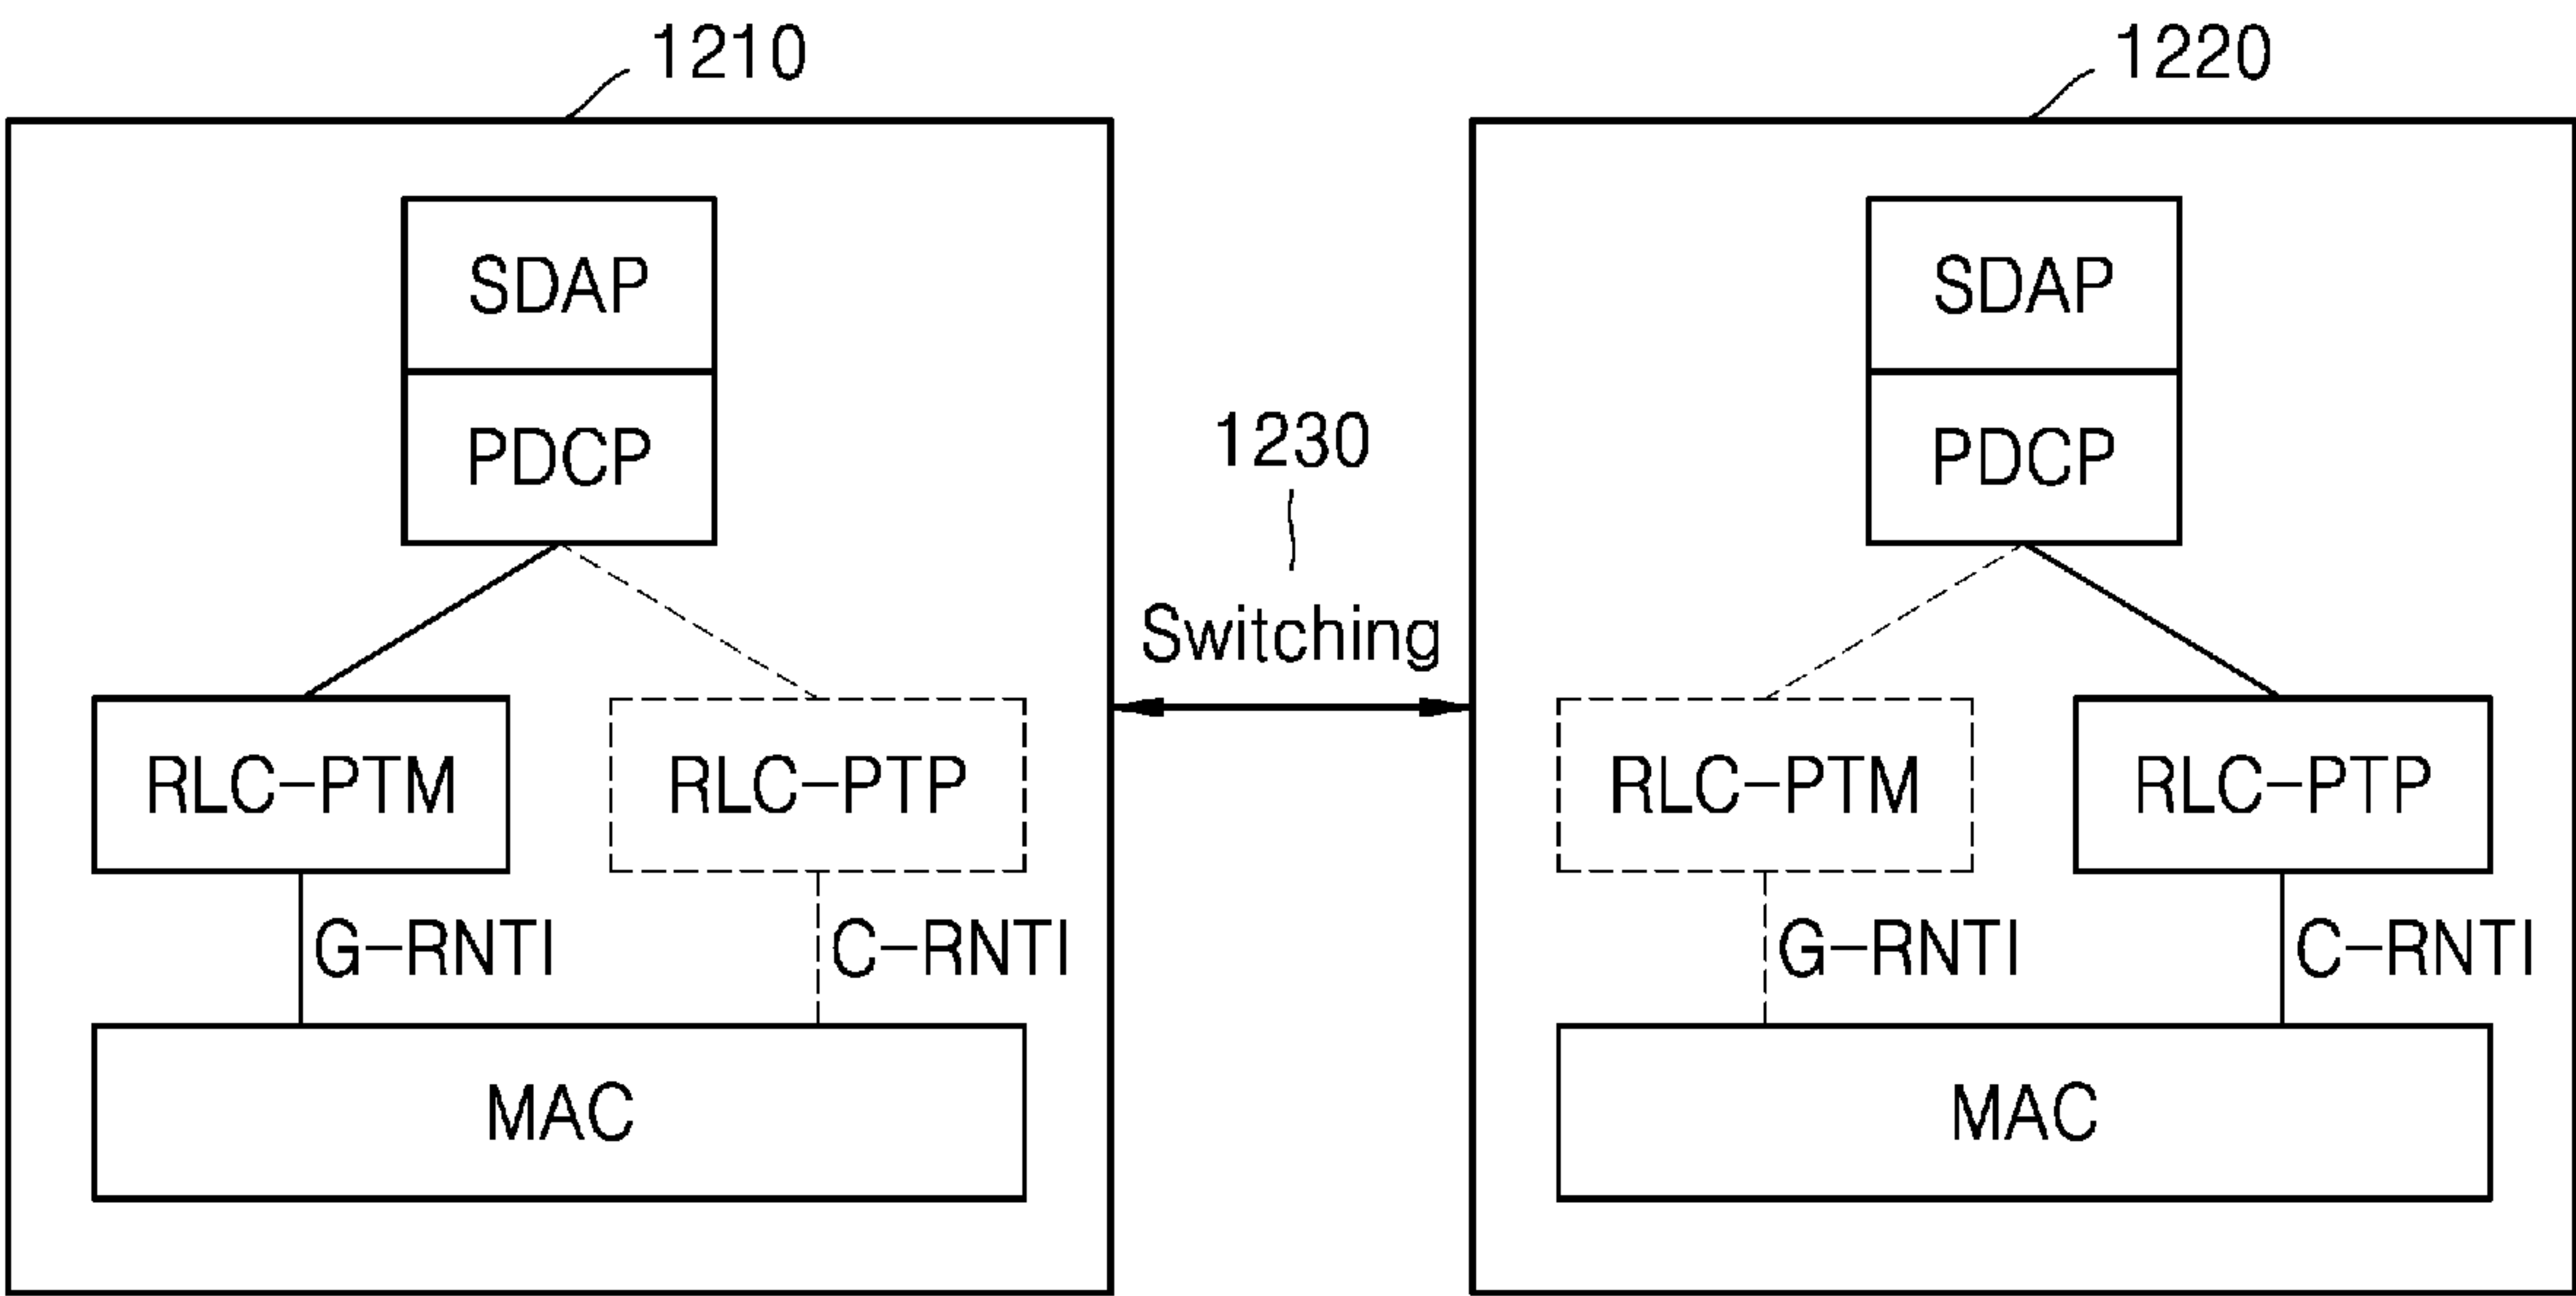 1210
SDAP
PDCP
RLC-PTM
RLC-PTP
G-RNTI
C-RNTI
MAC
1230
Switching
1220
SDAP
PDCP
RLC-PTM
RLC-PTP
G-RNTI
C-RNTI
MAC